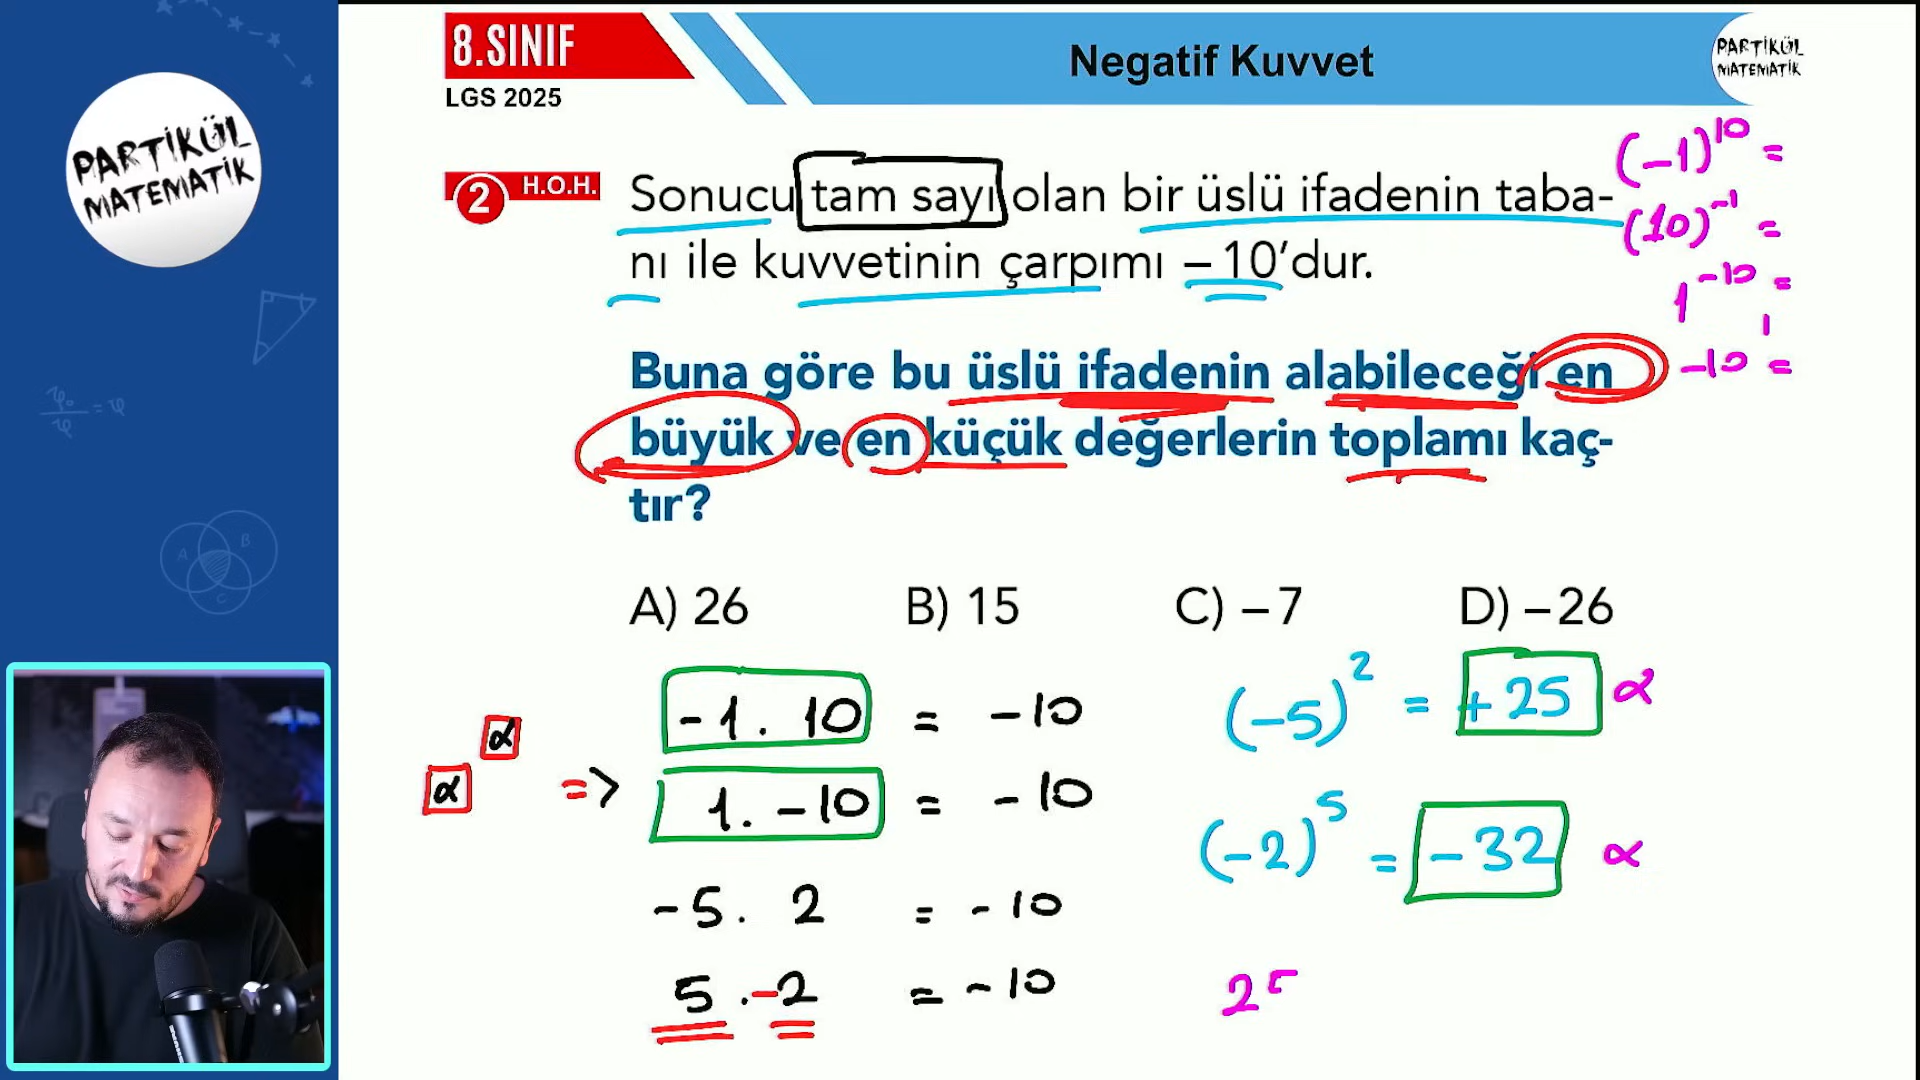 PARTİKÜL
MATEMATİK
8.SINIF
LGS 2025
Negatif Kuvvet
PARTİKÜL
MATEMATİK
2 H.O.H.
Sonucu tam sayı olan bir üslü ifadenin taba-
nı ile kuvvetinin çarpımı – 10’dur.
Buna göre bu üslü ifadenin alabileceği en
büyük ve en küçük değerlerin toplamı kaç-
tır?
A) 26 B) 15 C) – 7 D) – 26
(-1)^10 =
(10)^-1 =
1^-10 =
-10^1 =
-1 . 10 = -10
1 . -10 = -10
-5 . 2 = -10
5 . -2 = -10
α^α =>
(-5)^2 = +25 α
(-2)^5 = -32 α